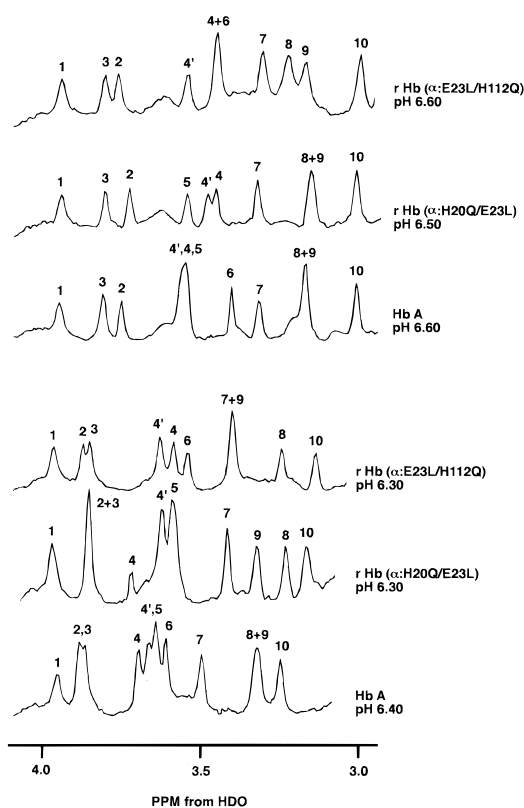 4+6
1 3 2 4' 7 8 9 10
r Hb (α:E23L/H112Q)
pH 6.60
1 3 2 5 4' 4 7 8+9 10
r Hb (α:H20Q/E23L)
pH 6.50
4',4,5
1 3 2 6 7 8+9 10
Hb A
pH 6.60
7+9
1 2 3 4' 4 6 8 10
r Hb (α:E23L/H112Q)
pH 6.30
1 2+3 4 4' 5 7 9 8 10
r Hb (α:H20Q/E23L)
pH 6.30
4',5
1 2,3 4 6 7 8+9 10
Hb A
pH 6.40
4.0 3.5 3.0
PPM from HDO